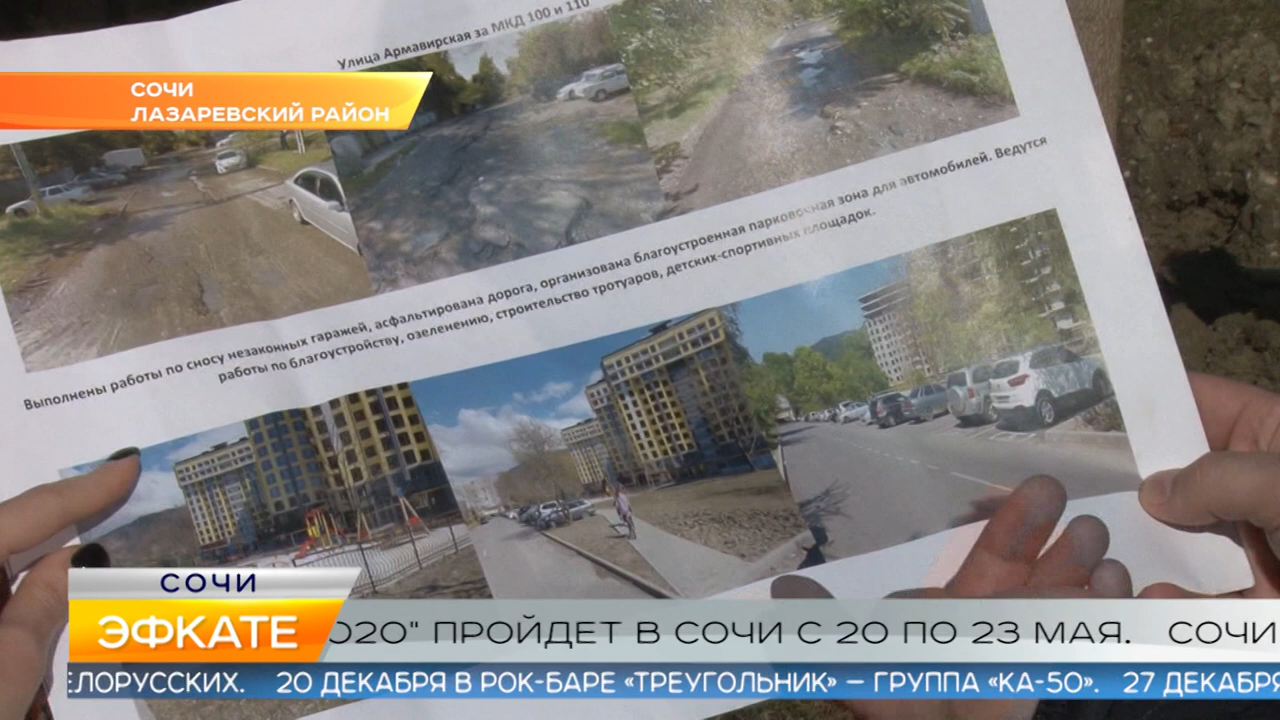 Улица Армавирская за МКД 100 и 110
СОЧИ
ЛАЗАРЕВСКИЙ РАЙОН
Выполнены работы по сносу незаконных гаражей, асфальтирована дорога, организована благоустроенная парковочная зона для автомобилей. Ведутся
работы по благоустройству, озеленению, строительство тротуаров, детских-спортивных площадок.
СОЧИ
ЭФКАТЕ
020" ПРОЙДЕТ В СОЧИ С 20 ПО 23 МАЯ. СОЧИ
ЕЛОРУССКИХ. 20 ДЕКАБРЯ В РОК-БАРЕ «ТРЕУГОЛЬНИК» – ГРУППА «КА-50». 27 ДЕКАБРЯ